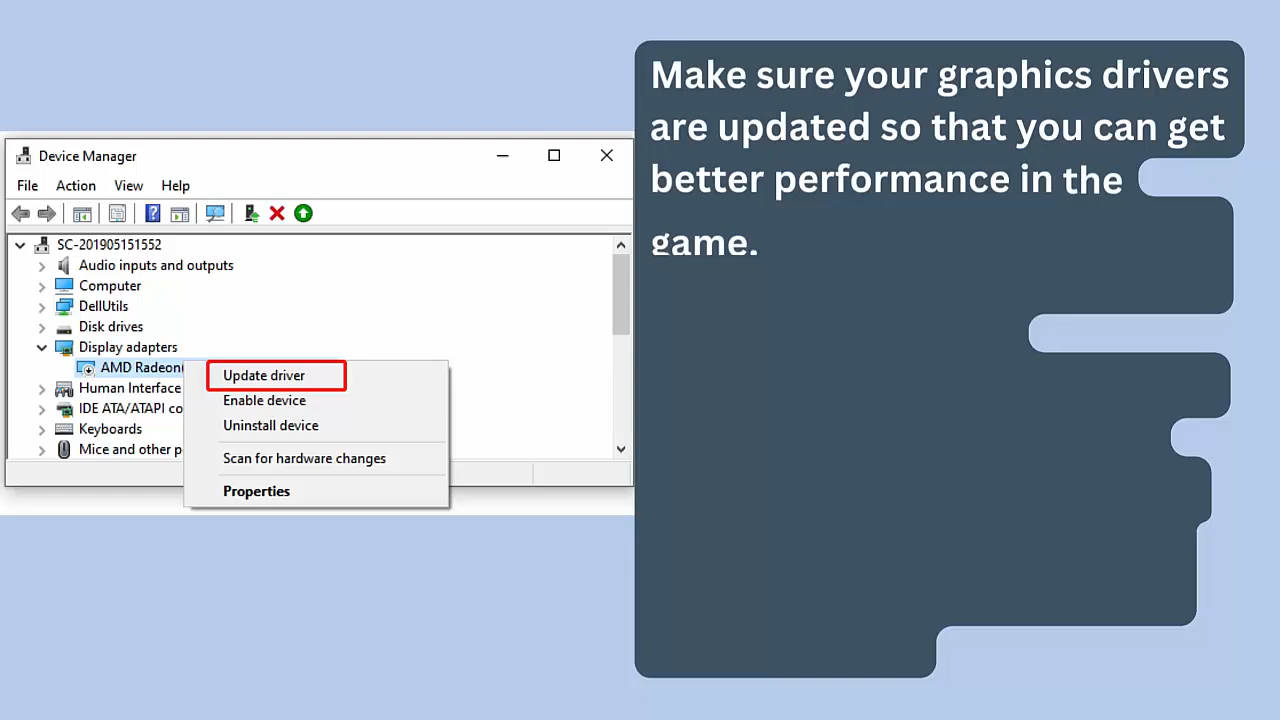 Device Manager
File Action View Help
SC-201905151552
Audio inputs and outputs
Computer
DellUtils
Disk drives
Display adapters
AMD Radeon(
Human Interface
IDE ATA/ATAPI co
Keyboards
Mice and other p
Update driver
Enable device
Uninstall device
Scan for hardware changes
Properties
Make sure your graphics drivers
are updated so that you can get
better performance in the
game.